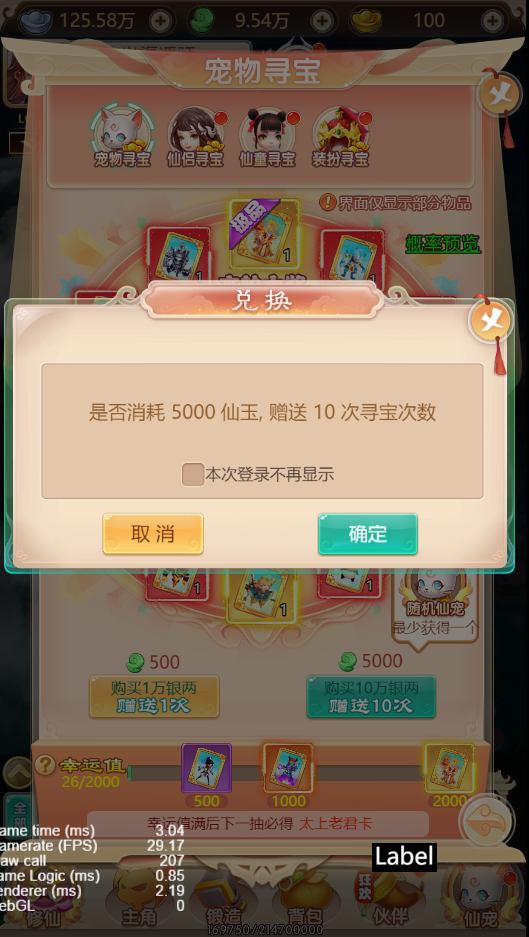 125.58万
9.54万
100
宠物寻宝
宠物寻宝
仙侣寻宝
仙童寻宝
装扮寻宝
界面仅显示部分物品
极品
1
概率预览
1
1
兑换
是否消耗 5000 仙玉, 赠送 10 次寻宝次数
本次登录不再显示
取消
确定
1
1
1
随机仙宠
最少获得一个
500
5000
购买1万银两
赠送1次
购买10万银两
赠送10次
幸运值
26/2000
500
1000
2000
幸运值满后下一抽必得 太上老君卡
全部
ame time (ms) 3.04
amerate (FPS) 29.17
aw call 207
ame Logic (ms) 0.85
enderer (ms) 2.19
ebGL 0
Label
修仙
主角
锻造
背包
狂欢
伙伴
仙宠
169750/214700000